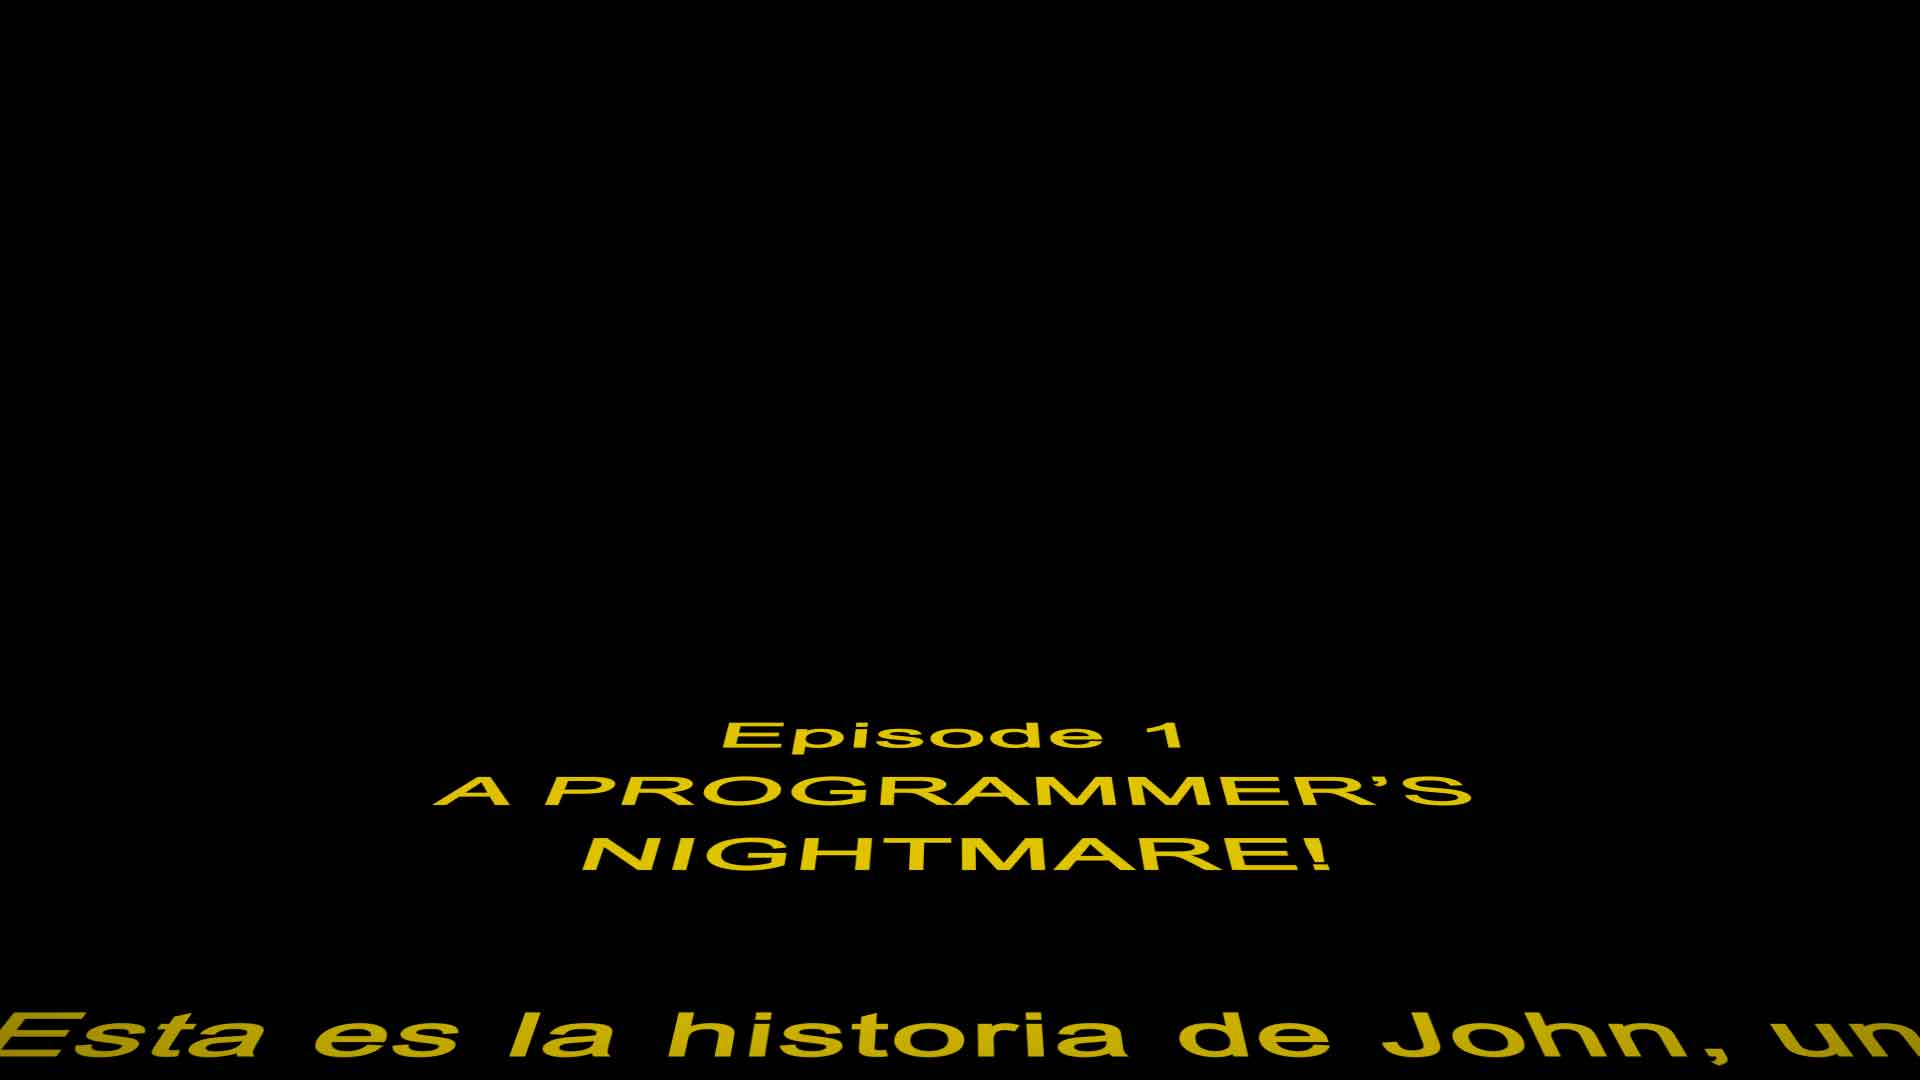 Episode 1
A PROGRAMMER’S
NIGHTMARE!
Esta es la historia de John, un